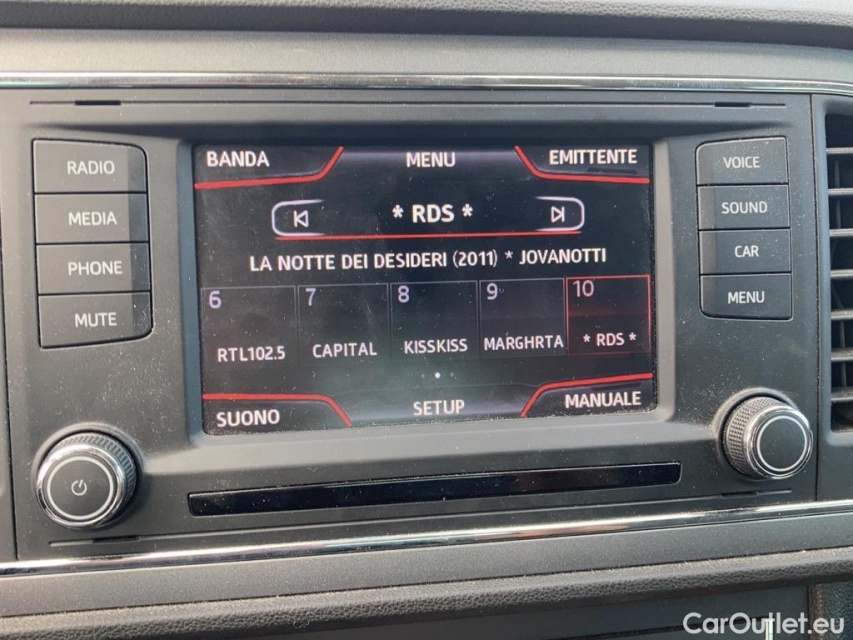 RADIO
MEDIA
PHONE
MUTE
BANDA MENU EMITTENTE
* RDS *
LA NOTTE DEI DESIDERI (2011) * JOVANOTTI
6 7 8 9 10
RTL102.5 CAPITAL KISSKISS MARGHRTA * RDS *
SUONO SETUP MANUALE
VOICE
SOUND
CAR
MENU
CarOutlet.eu